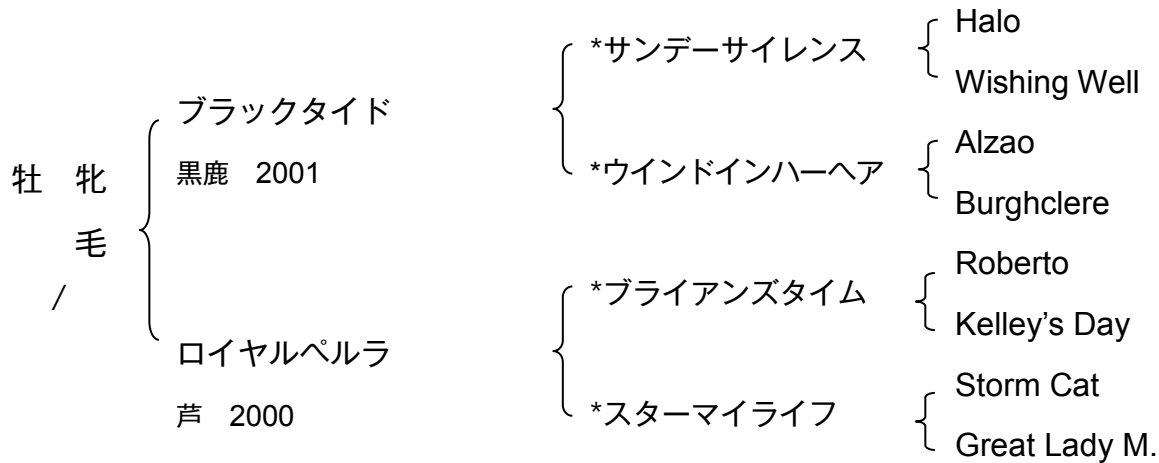 牡 牝
毛
/
ブラックタイド
黒鹿 2001
*サンデーサイレンス
Halo
Wishing Well
*ウインドインハーヘア
Alzao
Burghclere
ロイヤルペルラ
芦 2000
*ブライアンズタイム
Roberto
Kelley's Day
*スターマイライフ
Storm Cat
Great Lady M.